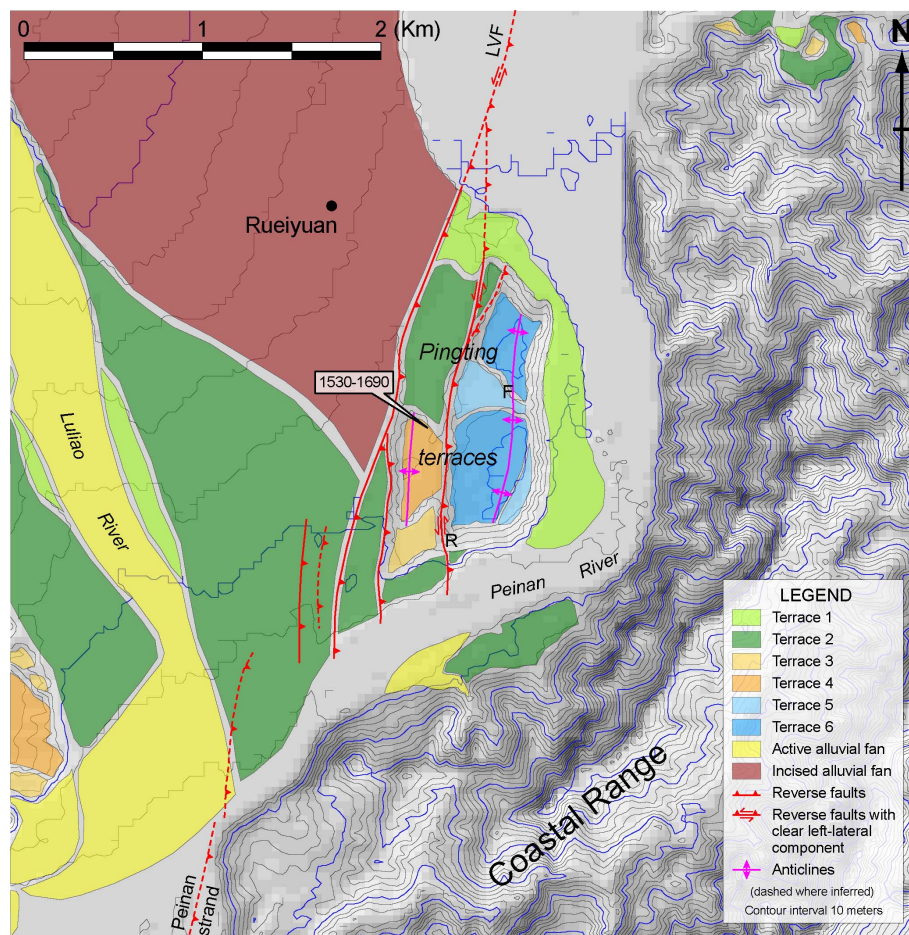 0 1 2 (Km)
LVF
N
Rueiyuan
Pingting
1530-1690
F
terraces
Luliao
River
R
Peinan
River
LEGEND
Terrace 1
Terrace 2
Terrace 3
Terrace 4
Terrace 5
Terrace 6
Active alluvial fan
Incised alluvial fan
Reverse faults
Reverse faults with
clear left-lateral
component
Anticlines
(dashed where inferred)
Contour interval 10 meters
Coastal Range
Peinan
strand